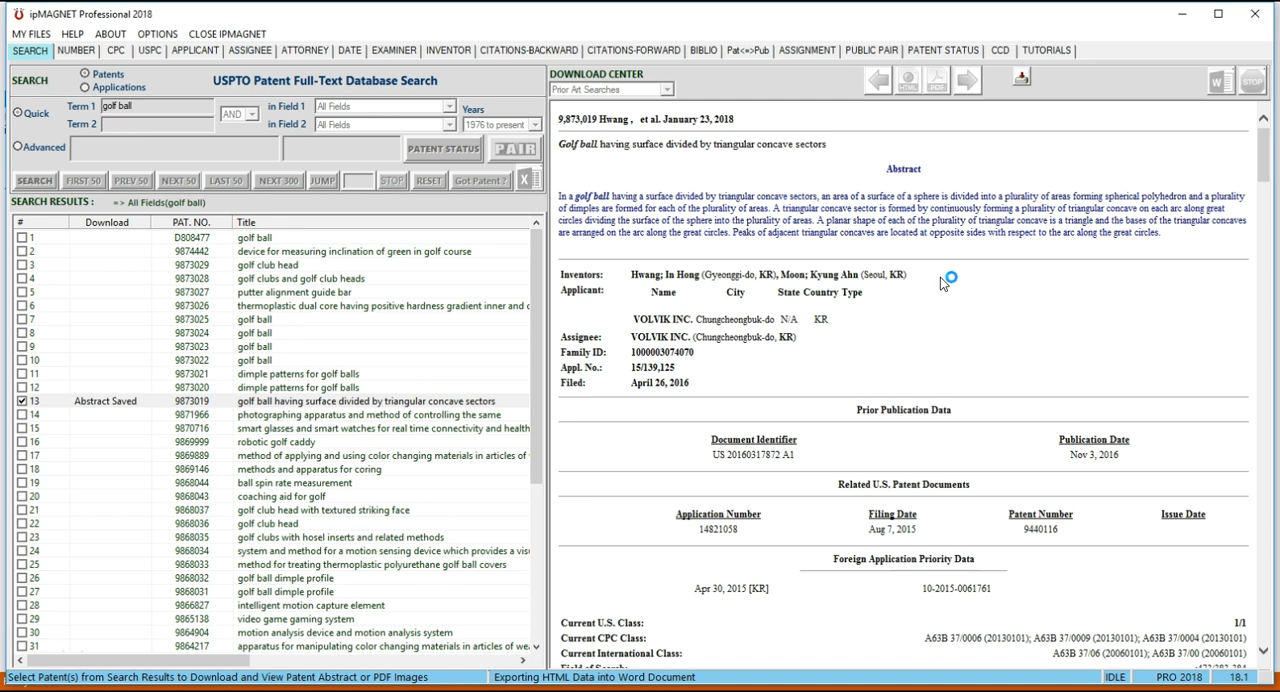 ipMAGNET Professional 2018
MY FILES HELP ABOUT OPTIONS CLOSE IPMAGNET
SEARCH NUMBER CPC USPC APPLICANT ASSIGNEE ATTORNEY DATE EXAMINER INVENTOR CITATIONS-BACKWARD CITATIONS-FORWARD BIBLIO Pat<=>Pub ASSIGNMENT PUBLIC PAIR PATENT STATUS CCD TUTORIALS
SEARCH Patents Applications USPTO Patent Full-Text Database Search
Quick Term 1 golf ball AND in Field 1 All Fields Years
Term 2 in Field 2 All Fields 1976 to present
Advanced PATENT STATUS PAIR
SEARCH FIRST 50 PREV 50 NEXT 50 LAST 50 NEXT 300 JUMP STOP RESET Got Patent ?
SEARCH RESULTS : => All Fields(golf ball)
# Download PAT. NO. Title
1 D808477 golf ball
2 9874442 device for measuring inclination of green in golf course
3 9873029 golf club head
4 9873028 golf clubs and golf club heads
5 9873027 putter alignment guide bar
6 9873026 thermoplastic dual core having positive hardness gradient inner and
7 9873025 golf ball
8 9873024 golf ball
9 9873023 golf ball
10 9873022 golf ball
11 9873021 dimple patterns for golf balls
12 9873020 dimple patterns for golf balls
13 Abstract Saved 9873019 golf ball having surface divided by triangular concave sectors
14 9871966 photographing apparatus and method of controlling the same
15 9870716 smart glasses and smart watches for real time connectivity and health
16 9869999 robotic golf caddy
17 9869889 method of applying and using color changing materials in articles of
18 9869146 methods and apparatus for coring
19 9868044 ball spin rate measurement
20 9868043 coaching aid for golf
21 9868037 golf club head with textured striking face
22 9868036 golf club head
23 9868035 golf clubs with hosel inserts and related methods
24 9868034 system and method for a motion sensing device which provides a
25 9868033 method for treating thermoplastic polyurethane golf ball covers
26 9868032 golf ball dimple profile
27 9868031 golf ball dimple profile
28 9866827 intelligent motion capture element
29 9865138 video game gaming system
30 9864904 motion analysis device and motion analysis system
31 9864217 apparatus for manipulating color changing materials in articles of
DOWNLOAD CENTER
Prior Art Searches HTML PDF W STOP
9,873,019 Hwang , et al. January 23, 2018
Golf ball having surface divided by triangular concave sectors
Abstract
In a golf ball having a surface divided by triangular concave sectors, an area of a surface of a sphere is divided into a plurality of areas forming spherical polyhedron and a plurality
of dimples are formed for each of the plurality of areas. A triangular concave sector is formed by continuously forming a plurality of triangular concave on each arc along great
circles dividing the surface of the sphere into the plurality of areas. A planar shape of each of the plurality of triangular concave is a triangle and the bases of the triangular concaves
are arranged on the arc along the great circles. Peaks of adjacent triangular concaves are located at opposite sides with respect to the arc along the great circles.
Inventors: Hwang; In Hong (Gyeonggi-do, KR), Moon; Kyung Ahn (Seoul, KR)
Applicant: Name City State Country Type
VOLVIK INC. Chungcheongbuk-do N/A KR
Assignee: VOLVIK INC. (Chungcheongbuk-do, KR)
Family ID: 1000003074070
Appl. No.: 15/139,125
Filed: April 26, 2016
Prior Publication Data
Document Identifier Publication Date
US 20160317872 A1 Nov 3, 2016
Related U.S. Patent Documents
Application Number Filing Date Patent Number Issue Date
14821058 Aug 7, 2015 9440116
Foreign Application Priority Data
Apr 30, 2015 [KR] 10-2015-0061761
Current U.S. Class: 1/1
Current CPC Class: A63B 37/0006 (20130101); A63B 37/0009 (20130101); A63B 37/0004 (20130101)
Current International Class: A63B 37/06 (20060101); A63B 37/00 (20060101)
Select Patent(s) from Search Results to Download and View Patent Abstract or PDF Images Exporting HTML Data into Word Document IDLE PRO 2018 18.1